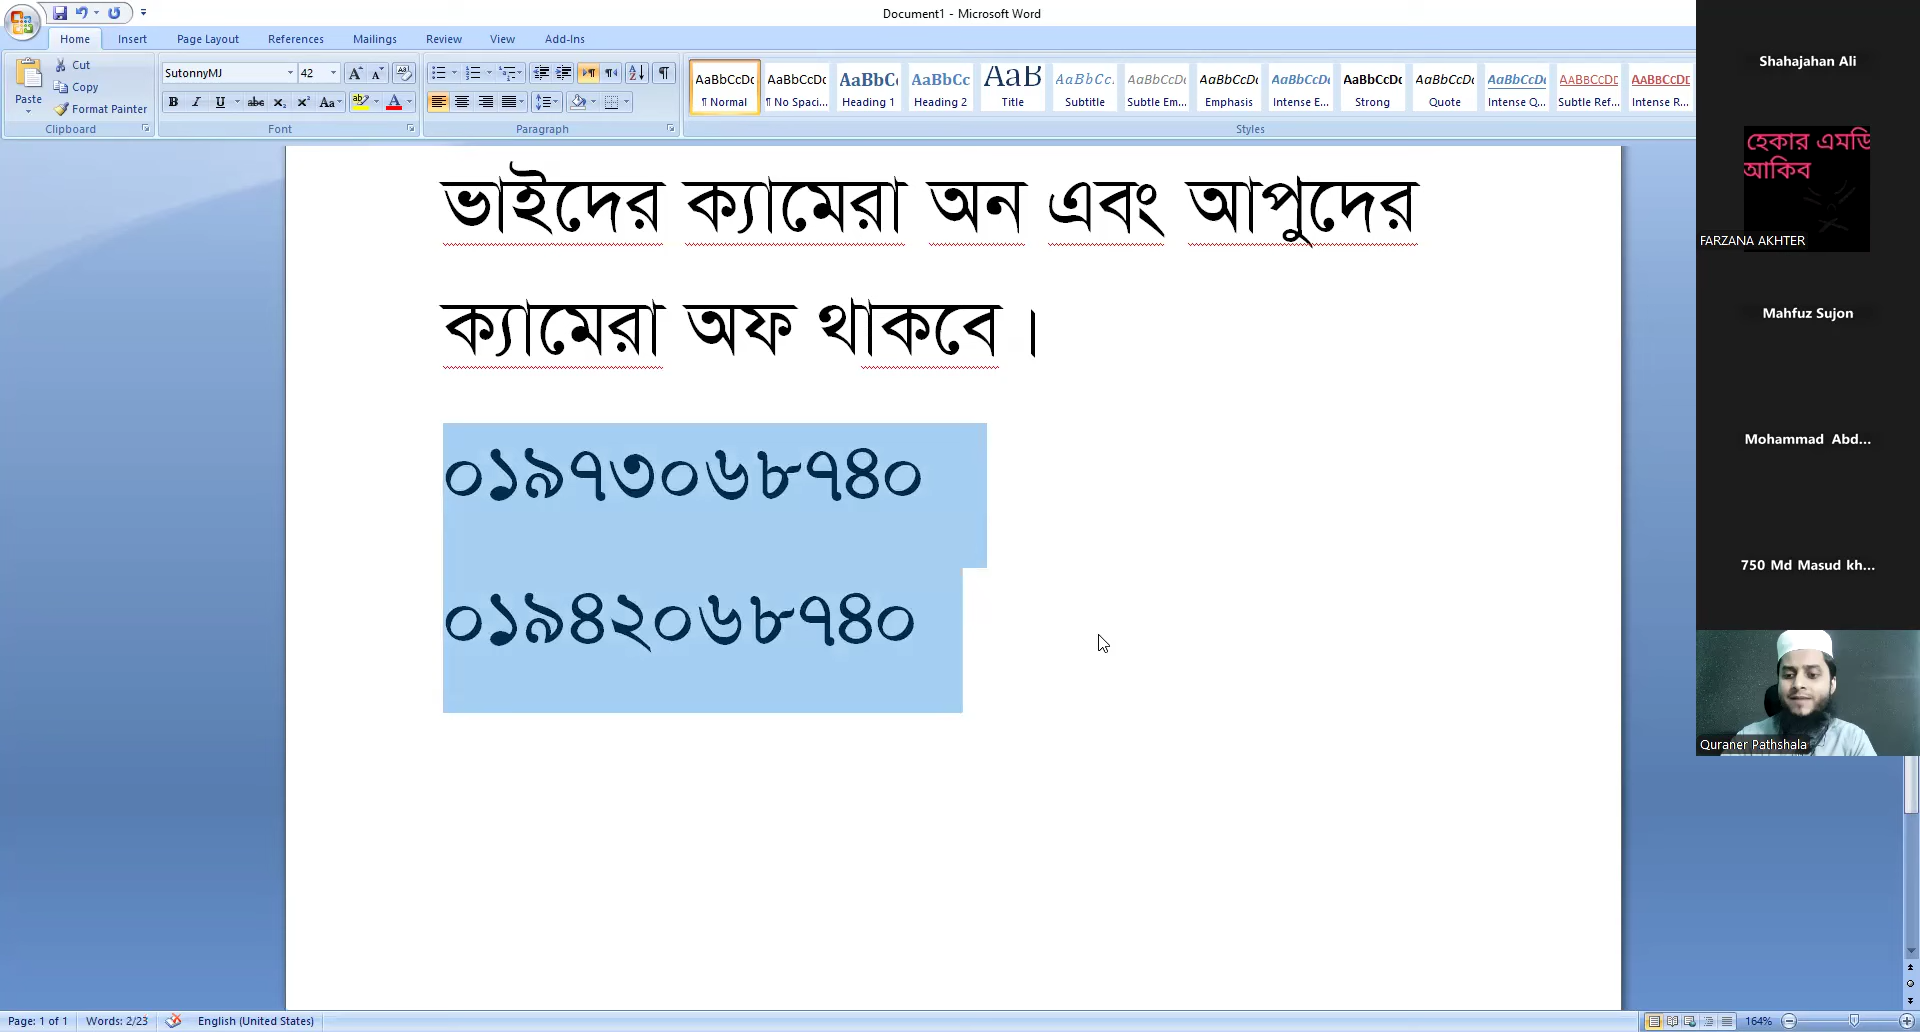 Document1 - Microsoft Word
Home Insert Page Layout References Mailings Review View Add-Ins
Paste
Cut
Copy
Format Painter
Clipboard
SutonnyMJ 42
Font
Paragraph
AaBbCcDc AaBbCcDc AaBbC AaBbCc AaB AaBbCc. AaBbCcDc AaBbCcDc AaBbCcDc AaBbCcDc AaBbCcDc AaBbCcDc AABBCCDC AABBCCDC
¶ Normal ¶ No Spaci... Heading 1 Heading 2 Title Subtitle Subtle Em... Emphasis Intense E... Strong Quote Intense Q... Subtle Ref... Intense R...
Styles
ভাইদের ক্যামেরা অন এবং আপুদের
ক্যামেরা অফ থাকবে।
০১৯৭৩০৬৮৭৪০
০১৯৪২০৬৮৭৪০
Shahajahan Ali
হেকার এমডি
আকিব
FARZANA AKHTER
Mahfuz Sujon
Mohammad Abd...
750 Md Masud kh...
Quraner Pathshala
Page: 1 of 1 Words: 2/23 English (United States) 164%